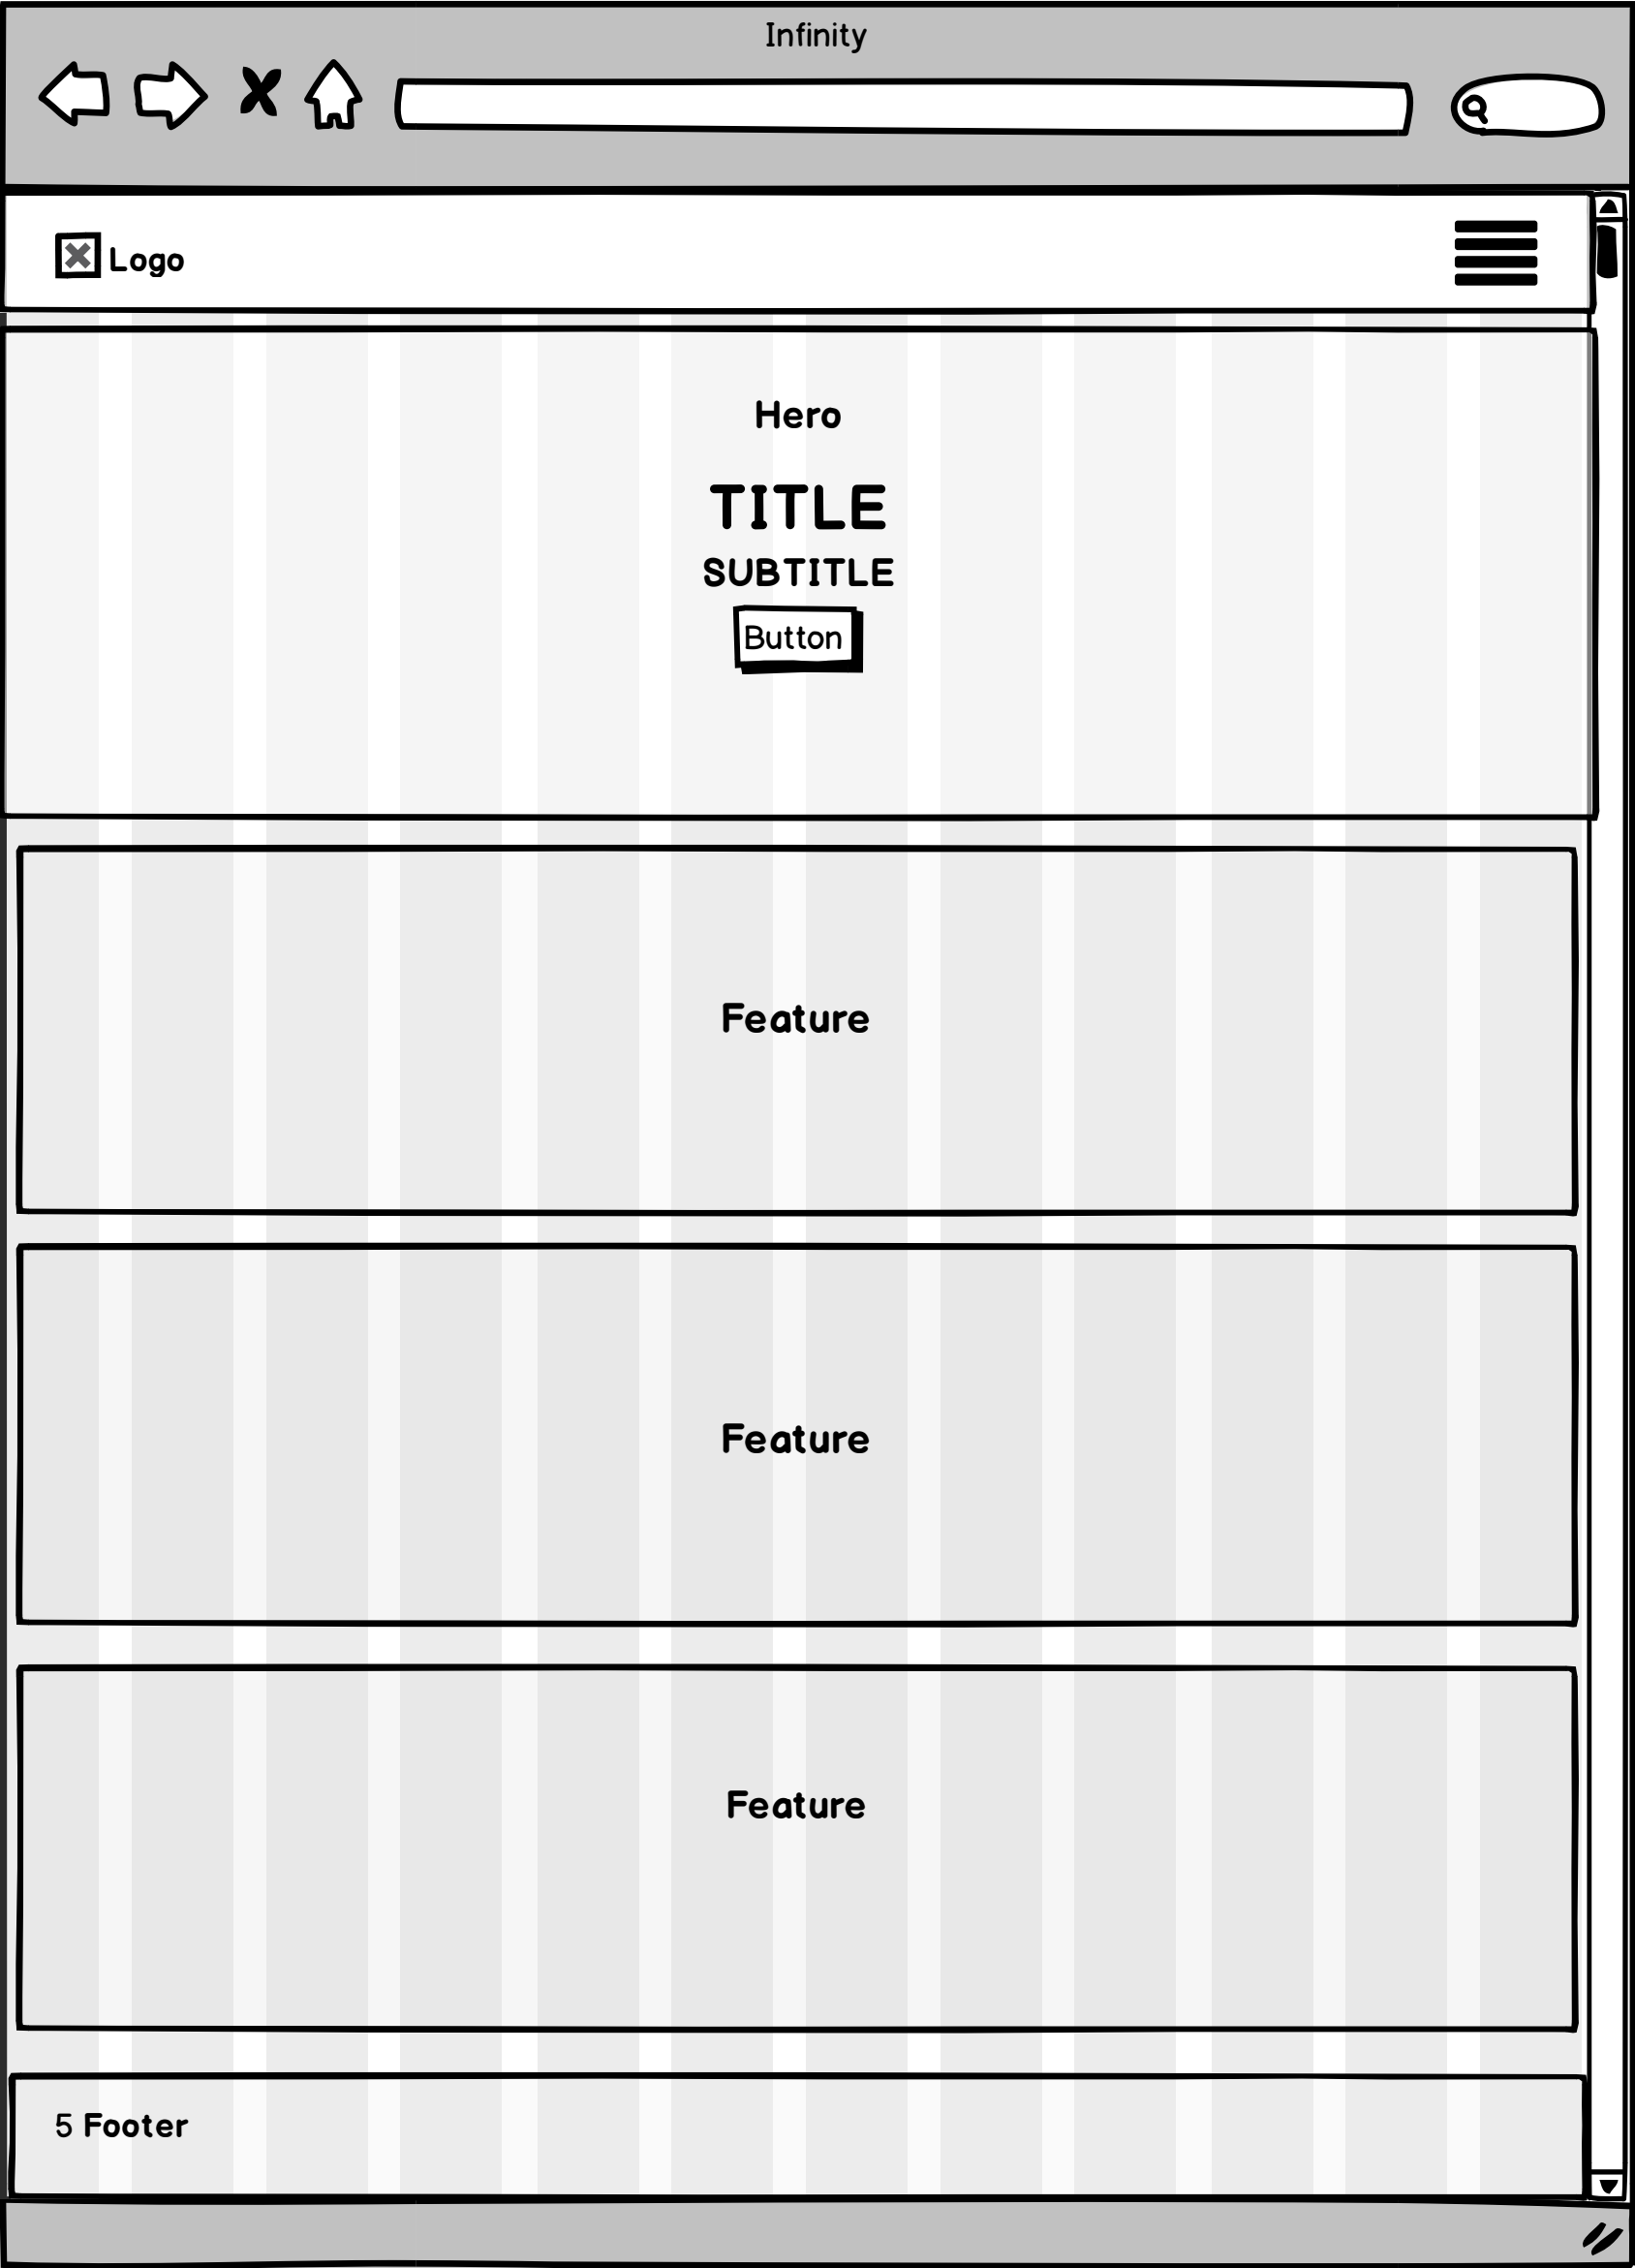 Infinity
Logo
Hero
TITLE
SUBTITLE
Button
Feature
Feature
Feature
5 Footer